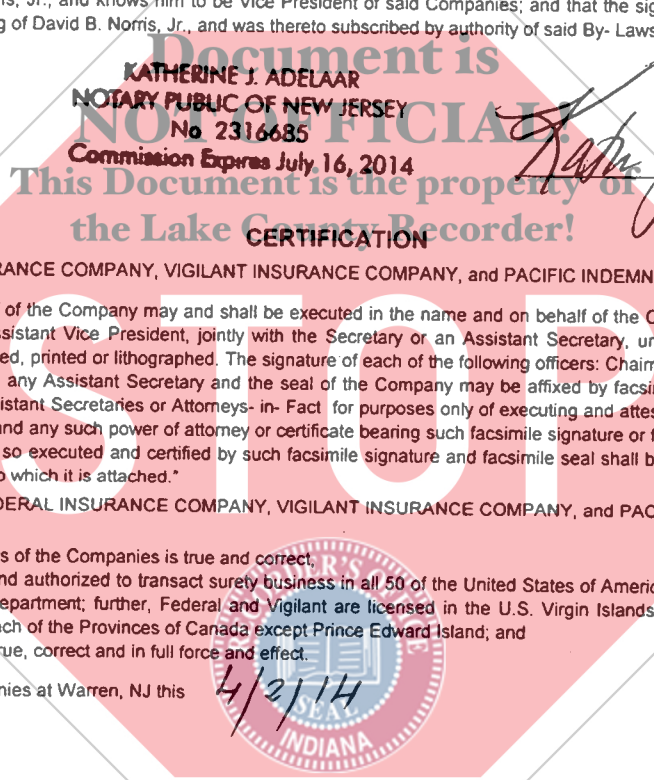 is, Jr., and knows him to be Vice President of said Companies; and that the sig
g of David B. Norris, Jr., and was thereto subscribed by authority of said By- Laws
Document is
KATHERINE J. ADELAAR
NOTARY PUBLIC OF NEW JERSEY
NOT OFFICIAL!
No 2316685
Commission Expires July 16, 2014
This Document is the property of
the Lake County Recorder!
CERTIFICATION
RANCE COMPANY, VIGILANT INSURANCE COMPANY, and PACIFIC INDEMN
STOP
of the Company may and shall be executed in the name and on behalf of the C
ssistant Vice President, jointly with the Secretary or an Assistant Secretary, un
ed, printed or lithographed. The signature of each of the following officers: Chairm
any Assistant Secretary and the seal of the Company may be affixed by facsi
istant Secretaries or Attorneys- in- Fact for purposes only of executing and attes
and any such power of attorney or certificate bearing such facsimile signature or f
so executed and certified by such facsimile signature and facsimile seal shall b
o which it is attached."
DERAL INSURANCE COMPANY, VIGILANT INSURANCE COMPANY, and PAC
s of the Companies is true and correct,
nd authorized to transact surety business in all 50 of the United States of Americ
epartment; further, Federal and Vigilant are licensed in the U.S. Virgin Islands
ach of the Provinces of Canada except Prince Edward Island; and
rue, correct and in full force and effect.
nies at Warren, NJ this 4/2/14
RECORDER'S OFFICE
SEAL
INDIANA